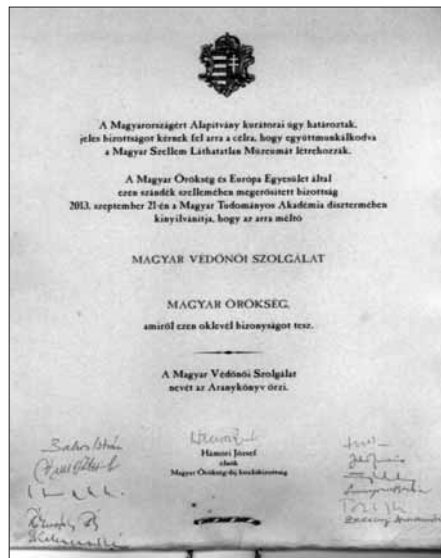 A Magyarországért Alapítvány kurátorai úgy határoztak,
jeles bizottságot kérnek fel arra a célra, hogy együttmunkálkodva
a Magyar Szellem Láthatatlan Múzeumát létrehozzák.
A Magyar Örökség és Európa Egyesület által
ezen szándék szellemében megerősített bizottság
2013. szeptember 21-én a Magyar Tudományos Akadémia dísztermében
kinyilvánítja, hogy az arra méltó
MAGYAR VÉDŐNŐI SZOLGÁLAT
MAGYAR ÖRÖKSÉG,
amiről ezen oklevél bizonyságot tesz.
A Magyar Védőnői Szolgálat
nevét az Aranykönyv őrzi.
Hámori József
elnök
Magyar Örökség-díj bírálóbizottság